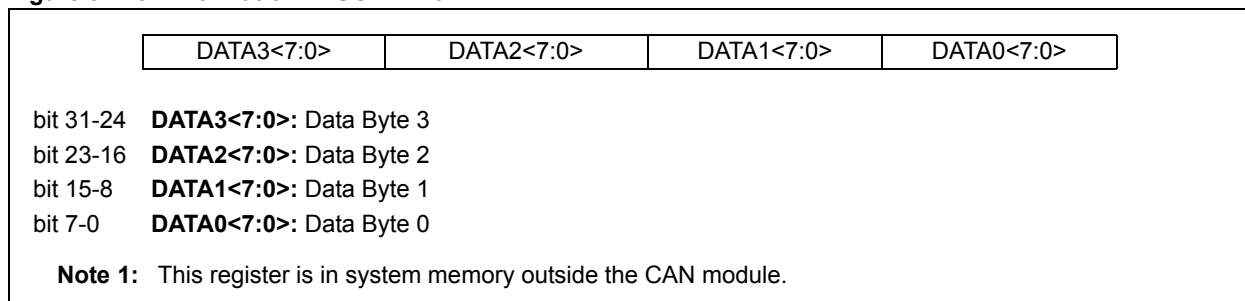 DATA3<7:0> DATA2<7:0> DATA1<7:0> DATA0<7:0>
bit 31-24 DATA3<7:0>: Data Byte 3
bit 23-16 DATA2<7:0>: Data Byte 2
bit 15-8 DATA1<7:0>: Data Byte 1
bit 7-0 DATA0<7:0>: Data Byte 0
Note 1: This register is in system memory outside the CAN module.